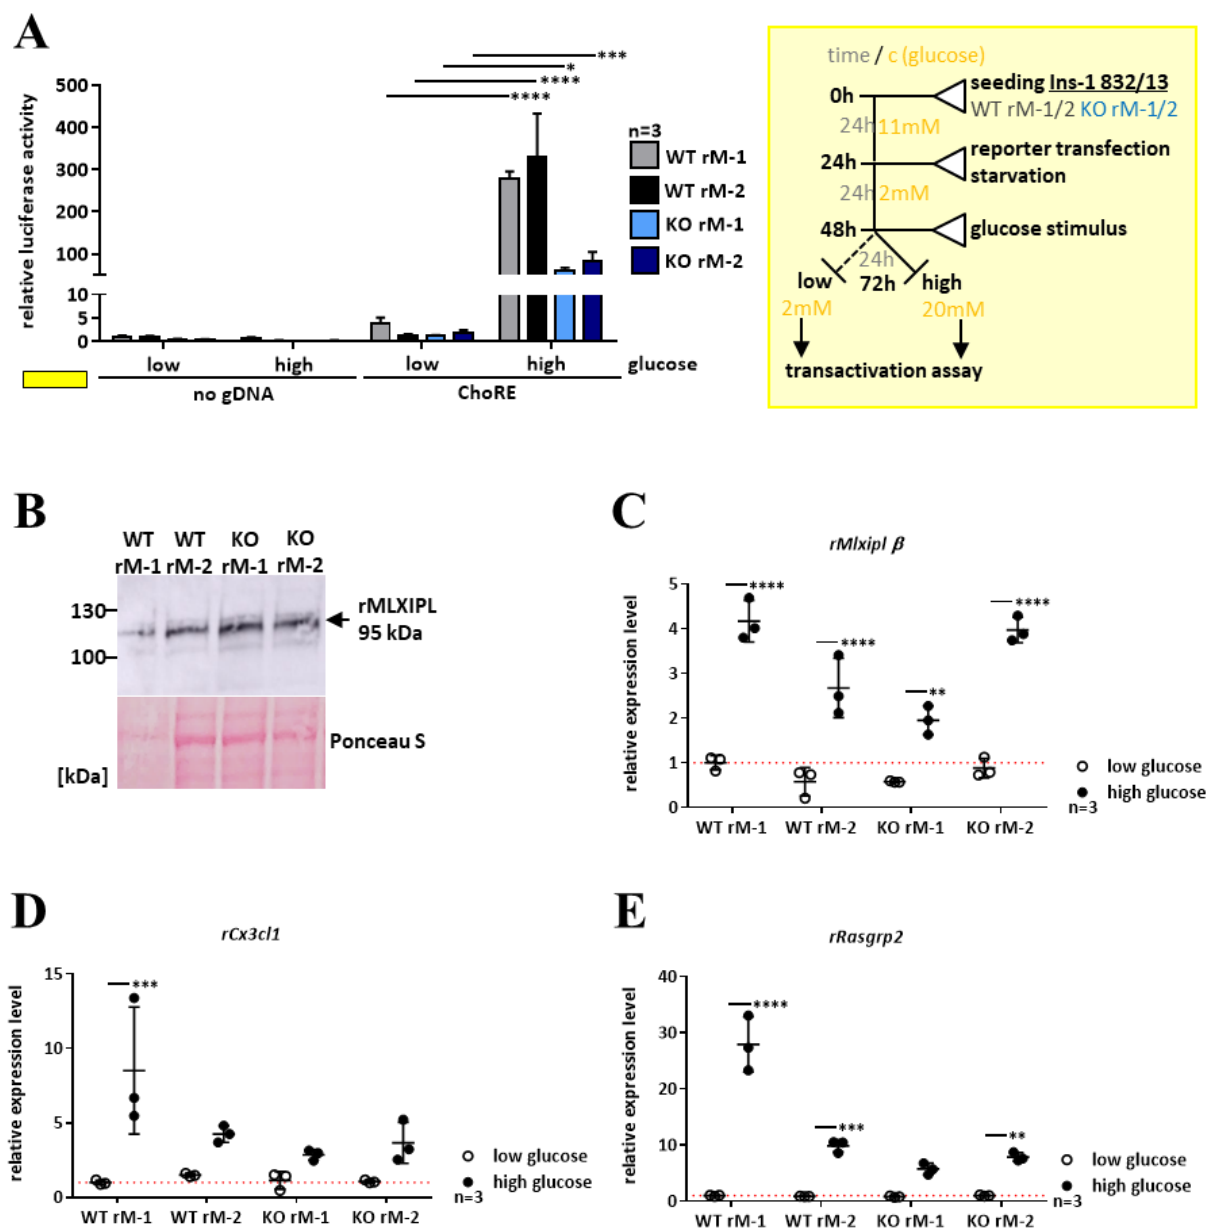 A
relative luciferase activity
500
400
300
200
100
10
5
0
****
****
*
***
n=3
WT rM-1
WT rM-2
KO rM-1
KO rM-2
low high low high glucose
no gDNA ChoRE
time / c (glucose)
0h
seeding Ins-1 832/13
WT rM-1/2 KO rM-1/2
24h 11mM
24h
reporter transfection
starvation
24h 2mM
48h
glucose stimulus
24h
low 72h high
2mM 20mM
transactivation assay
B
WT WT KO KO
rM-1 rM-2 rM-1 rM-2
130
100
rMLXIPL
95 kDa
Ponceau S
[kDa]
C
rMlxipl β
relative expression level
5
4
3
2
1
0
****
****
**
****
WT rM-1 WT rM-2 KO rM-1 KO rM-2
low glucose
high glucose
n=3
D
rCx3cl1
relative expression level
15
10
5
0
***
WT rM-1 WT rM-2 KO rM-1 KO rM-2
low glucose
high glucose
n=3
E
rRasgrp2
relative expression level
40
30
20
10
0
****
***
**
WT rM-1 WT rM-2 KO rM-1 KO rM-2
low glucose
high glucose
n=3